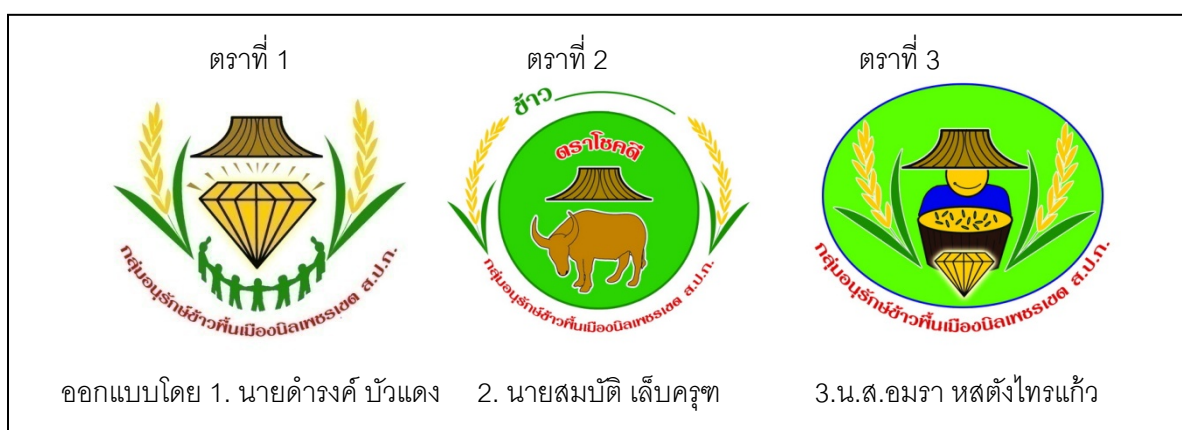 ตราที่ 1
ตราที่ 2
ตราที่ 3
กลุ่มอนุรักษ์ข้าวพื้นเมืองนิลเพชรเขต ส.ป.ก.
ข้าว
ตราโชคดี
กลุ่มอนุรักษ์ข้าวพื้นเมืองนิลเพชรเขต ส.ป.ก.
กลุ่มอนุรักษ์ข้าวพื้นเมืองนิลเพชรเขต ส.ป.ก.
ออกแบบโดย 1. นายดำรงค์ บัวแดง 2. นายสมบัติ เล็บครุฑ 3.น.ส.อมรา หสตังไทรแก้ว